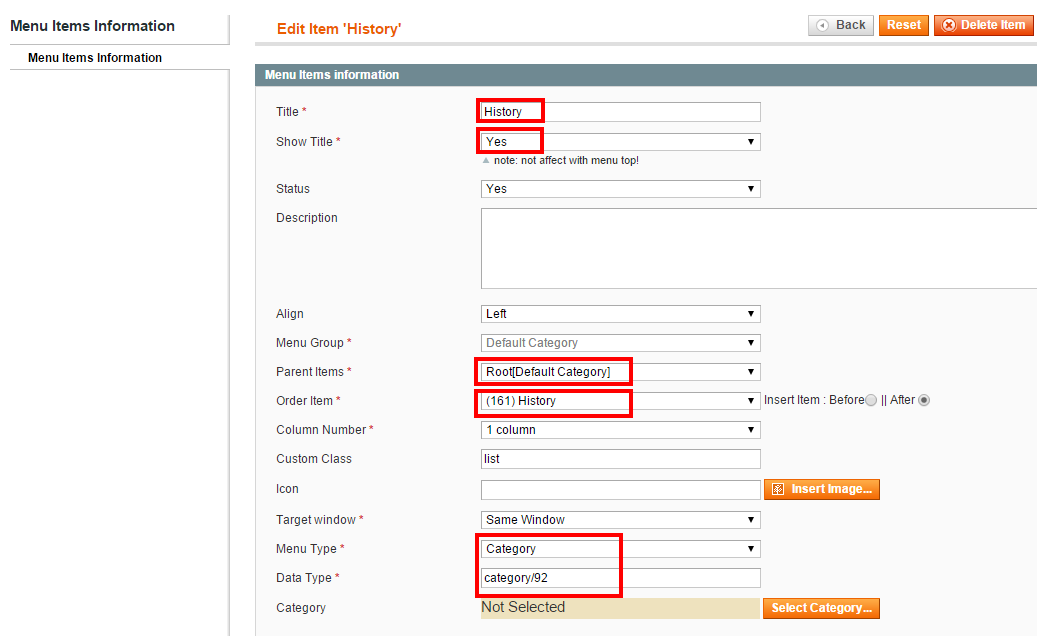 Menu Items Information
Menu Items Information
Edit Item 'History'
Back
Reset
Delete Item
Menu Items information
Title *
History
Show Title *
Yes
note: not affect with menu top!
Status
Yes
Description
Align
Left
Menu Group *
Default Category
Parent Items *
Root[Default Category]
Order Item *
(161) History
Insert Item : Before || After
Column Number *
1 column
Custom Class
list
Icon
Insert Image...
Target window *
Same Window
Menu Type *
Category
Data Type *
category/92
Category
Not Selected
Select Category...